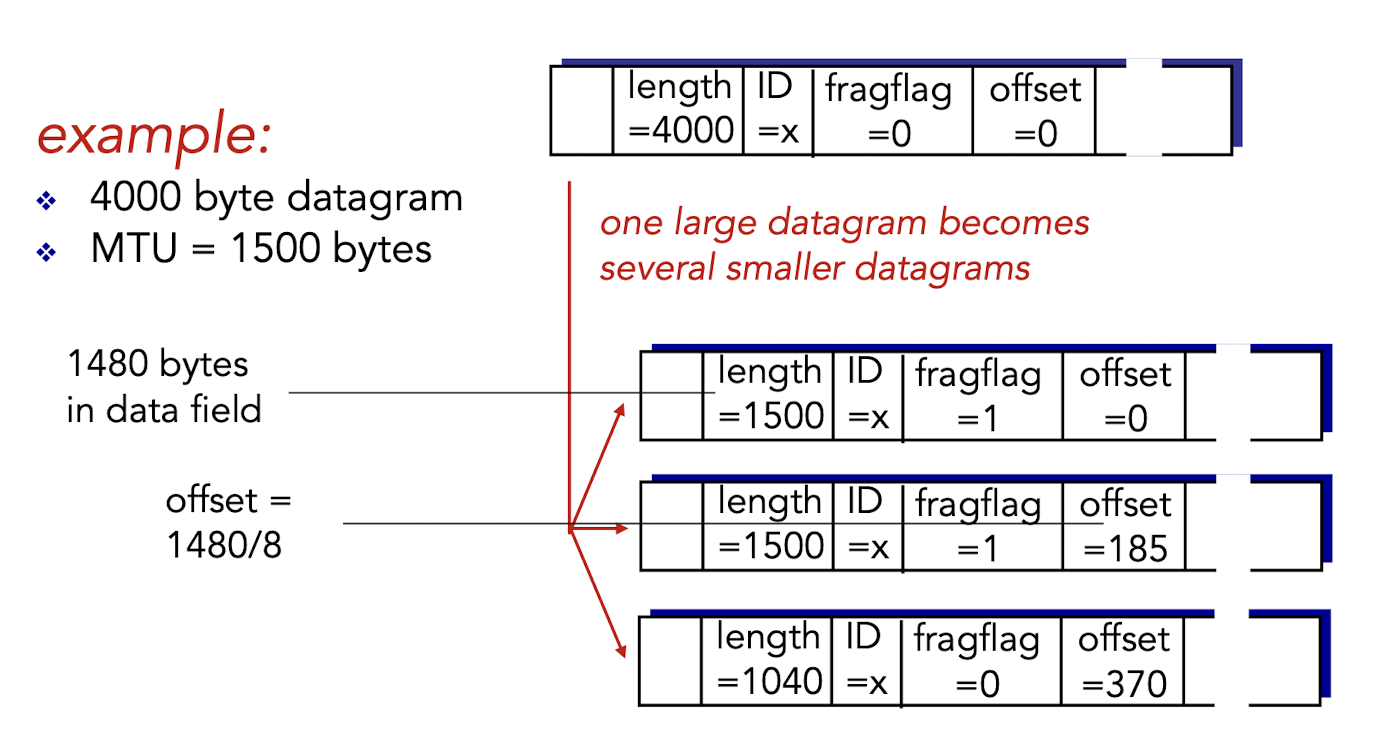 length ID fragflag offset
=4000 =x =0 =0
example:
4000 byte datagram
MTU = 1500 bytes
one large datagram becomes
several smaller datagrams
1480 bytes
in data field
length ID fragflag offset
=1500 =x =1 =0
offset =
1480/8
length ID fragflag offset
=1500 =x =1 =185
length ID fragflag offset
=1040 =x =0 =370